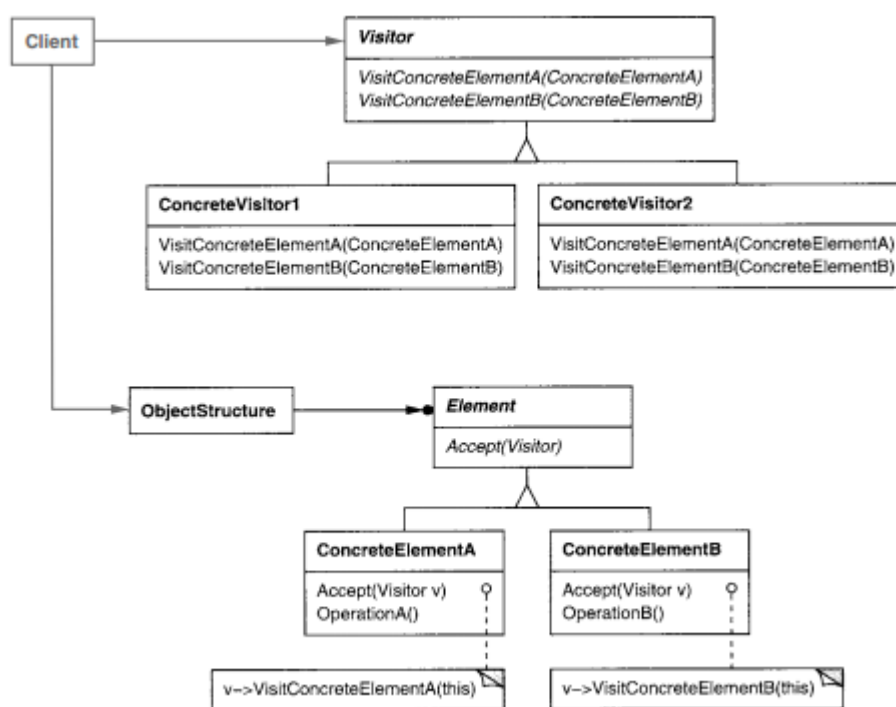 Client
Visitor
VisitConcreteElementA(ConcreteElementA)
VisitConcreteElementB(ConcreteElementB)
ConcreteVisitor1
VisitConcreteElementA(ConcreteElementA)
VisitConcreteElementB(ConcreteElementB)
ConcreteVisitor2
VisitConcreteElementA(ConcreteElementA)
VisitConcreteElementB(ConcreteElementB)
ObjectStructure
Element
Accept(Visitor)
ConcreteElementA
Accept(Visitor v)
OperationA()
ConcreteElementB
Accept(Visitor v)
OperationB()
v–>VisitConcreteElementA(this)
v–>VisitConcreteElementB(this)